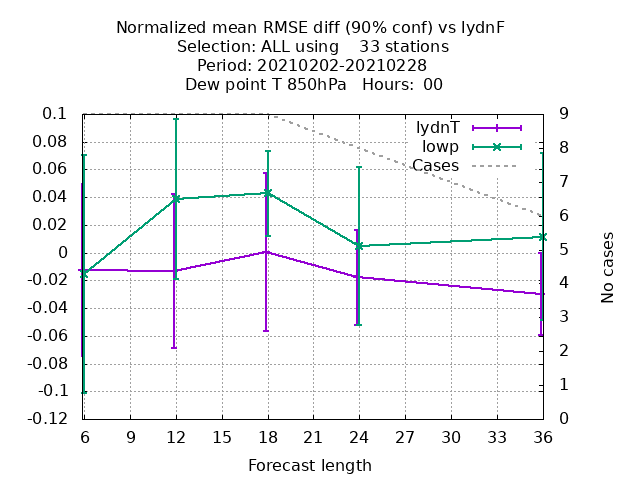 Normalized mean RMSE diff (90% conf) vs lydnF
Selection: ALL using    33 stations
Period: 20210202-20210228
Dew point T 850hPa   Hours:  00
lydnT
lowp
Cases
0.1
0.08
0.06
0.04
0.02
0
-0.02
-0.04
-0.06
-0.08
-0.1
-0.12
9
8
7
6
5
4
3
2
1
0
No cases
6 9 12 15 18 21 24 27 30 33 36
Forecast length